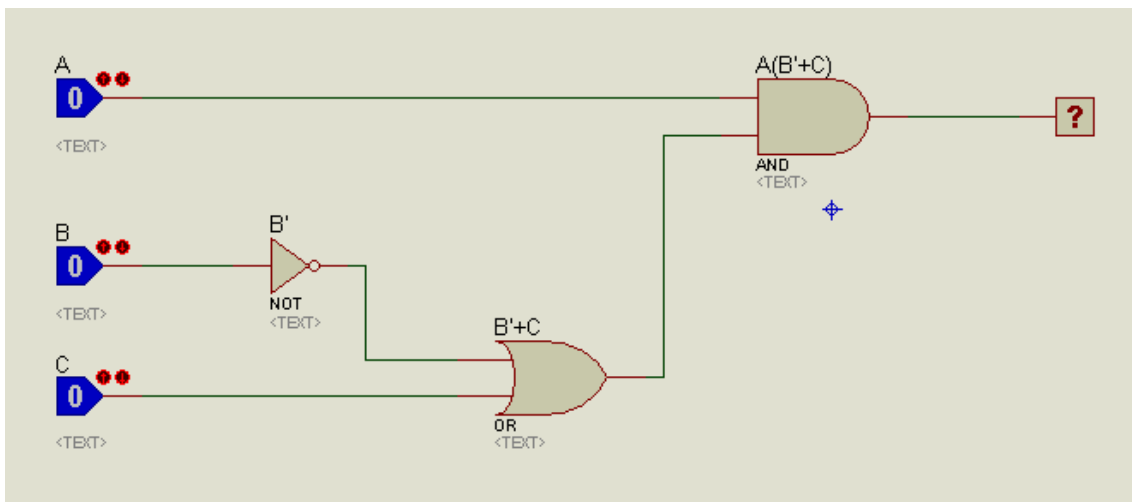 A
0
<TEXT>
A(B'+C)
AND
<TEXT>
?
B
0
<TEXT>
B'
NOT
<TEXT>
B'+C
OR
<TEXT>
C
0
<TEXT>